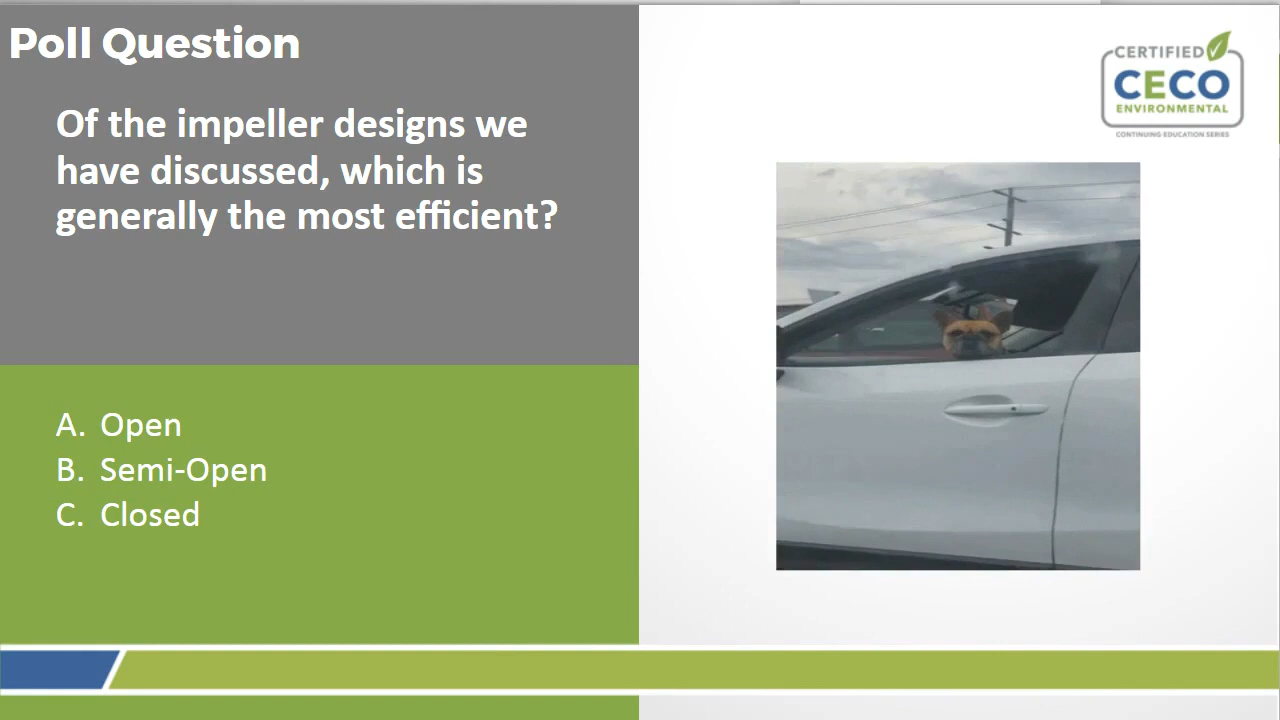 Poll Question
Of the impeller designs we
have discussed, which is
generally the most efficient?
A. Open
B. Semi-Open
C. Closed
CERTIFIED
CECO
ENVIRONMENTAL
CONTINUING EDUCATION SERIES